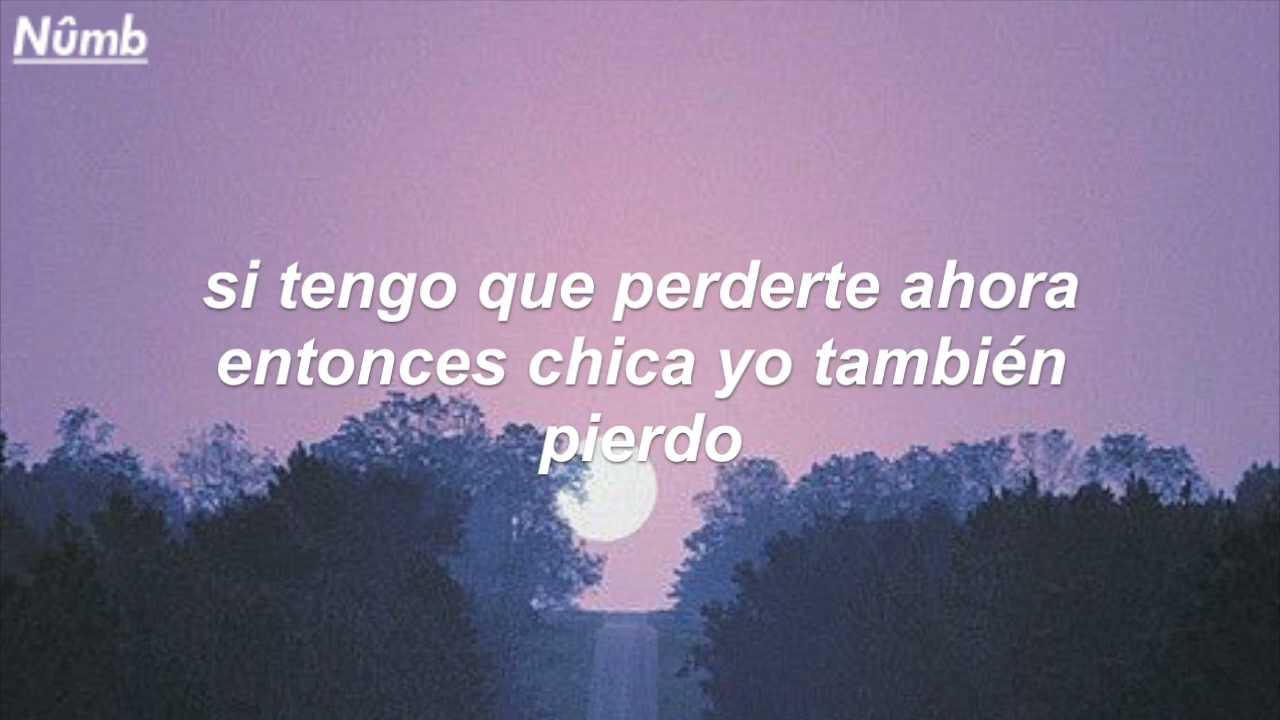 Nûmb
si tengo que perderte ahora
entonces chica yo también
pierdo